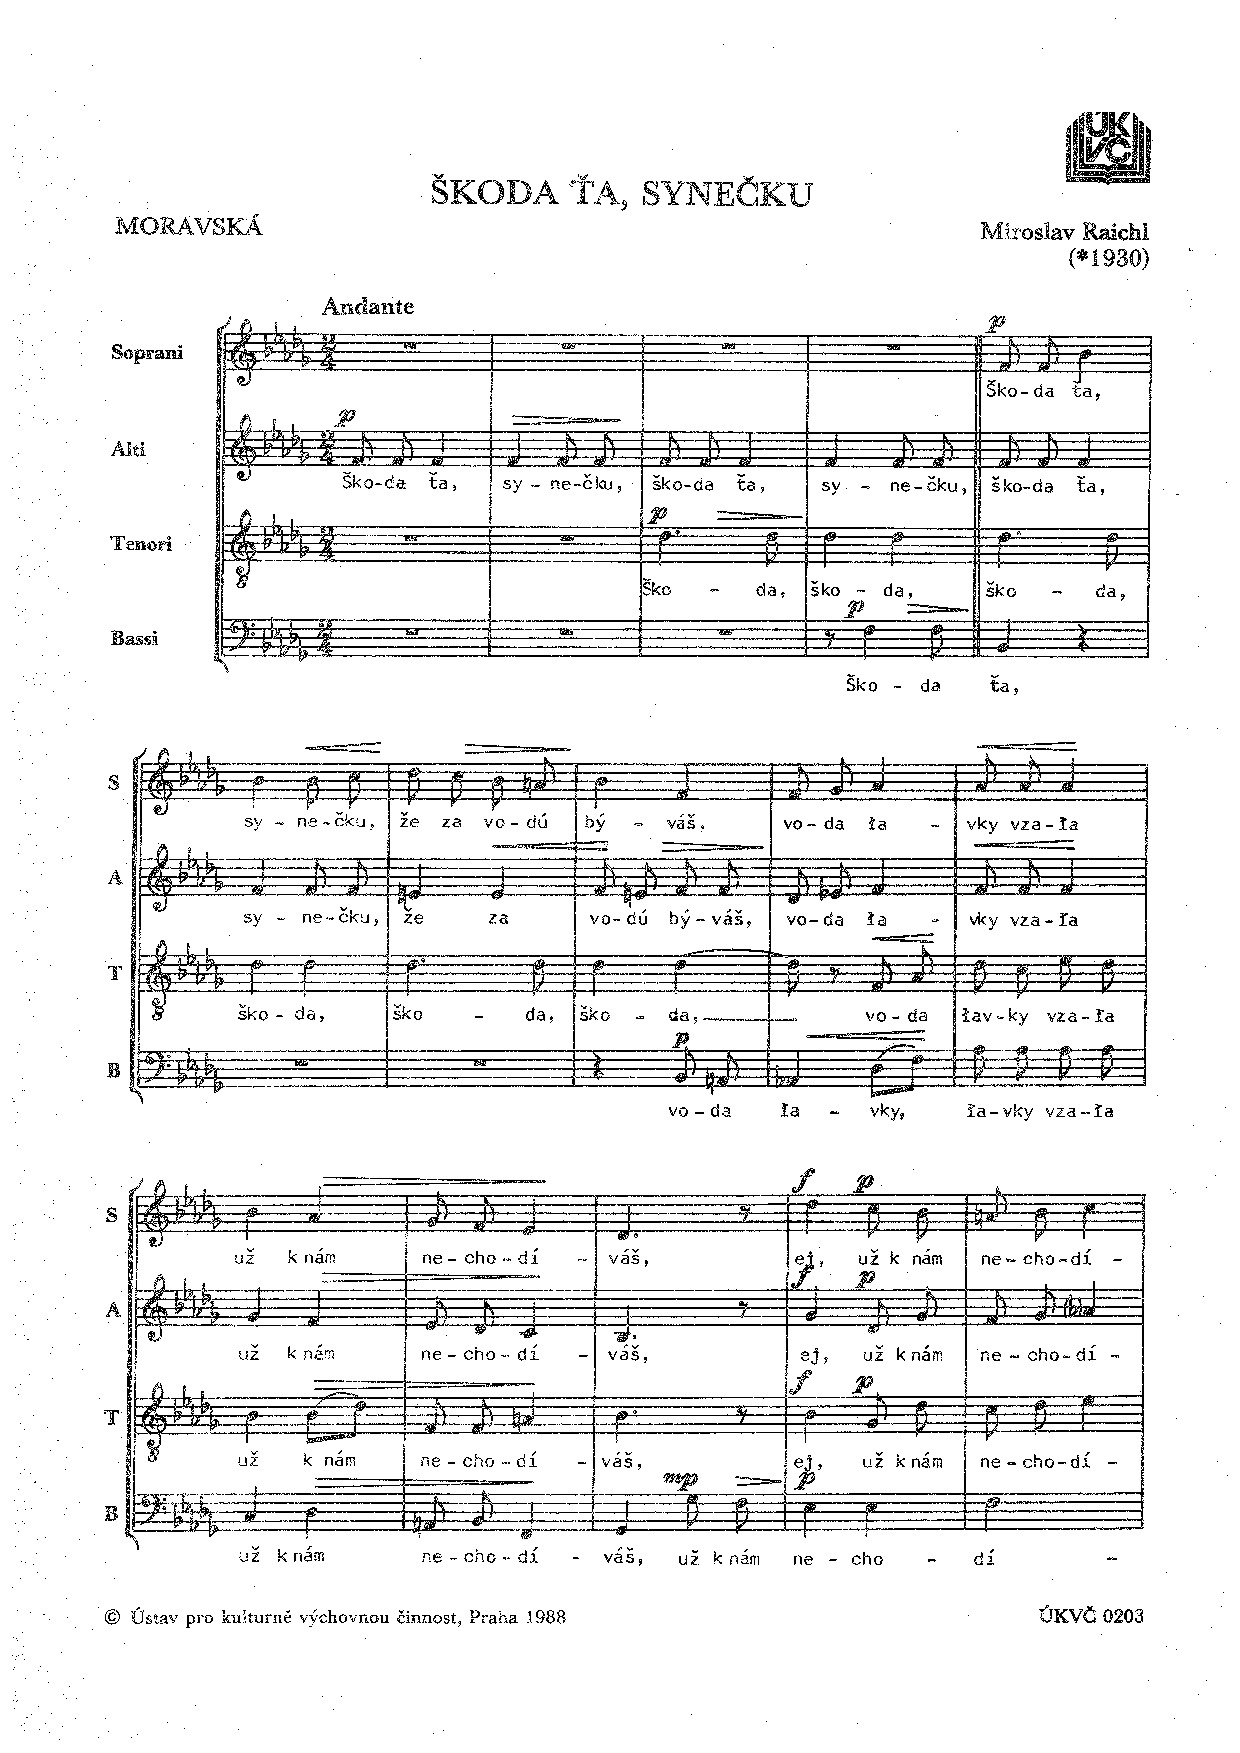 ÚK
VČ
ŠKODA ŤA, SYNEČKU
MORAVSKÁ
Miroslav Raichl
(*1930)
Andante
Soprani
p
Ško-da ťa,
Alti
p
Ško-da ťa, sy - ne-čku, ško-da ťa, sy - ne-čku, ško-da ťa,
Tenori
p
Ško - da, ško - da, ško - da,
Bassi
p
Ško - da ťa,
S
sy - ne-čku, že za vo-dú bý - váš, vo-da ła - vky vza-ła
A
sy - ne-čku, že za vo-dú bý-váš, vo-da ła - vky vza-ła
T
ško - da, ško - da, ško - da, vo-da łav-ky vza-ła
B
p
vo-da ła - vky, ła-vky vza-ła
S
f p
už k nám ne-cho-dí - váš, ej, už k nám ne-cho-dí -
A
f p
už k nám ne-cho-dí - váš, ej, už k nám ne-cho-dí -
T
f p
už k nám ne-cho-dí - váš, ej, už k nám ne-cho-dí -
B
mp p
už k nám ne-cho-dí - váš, už k nám ne - cho - dí -
© Ústav pro kulturně výchovnou činnost, Praha 1988
ÚKVČ 0203